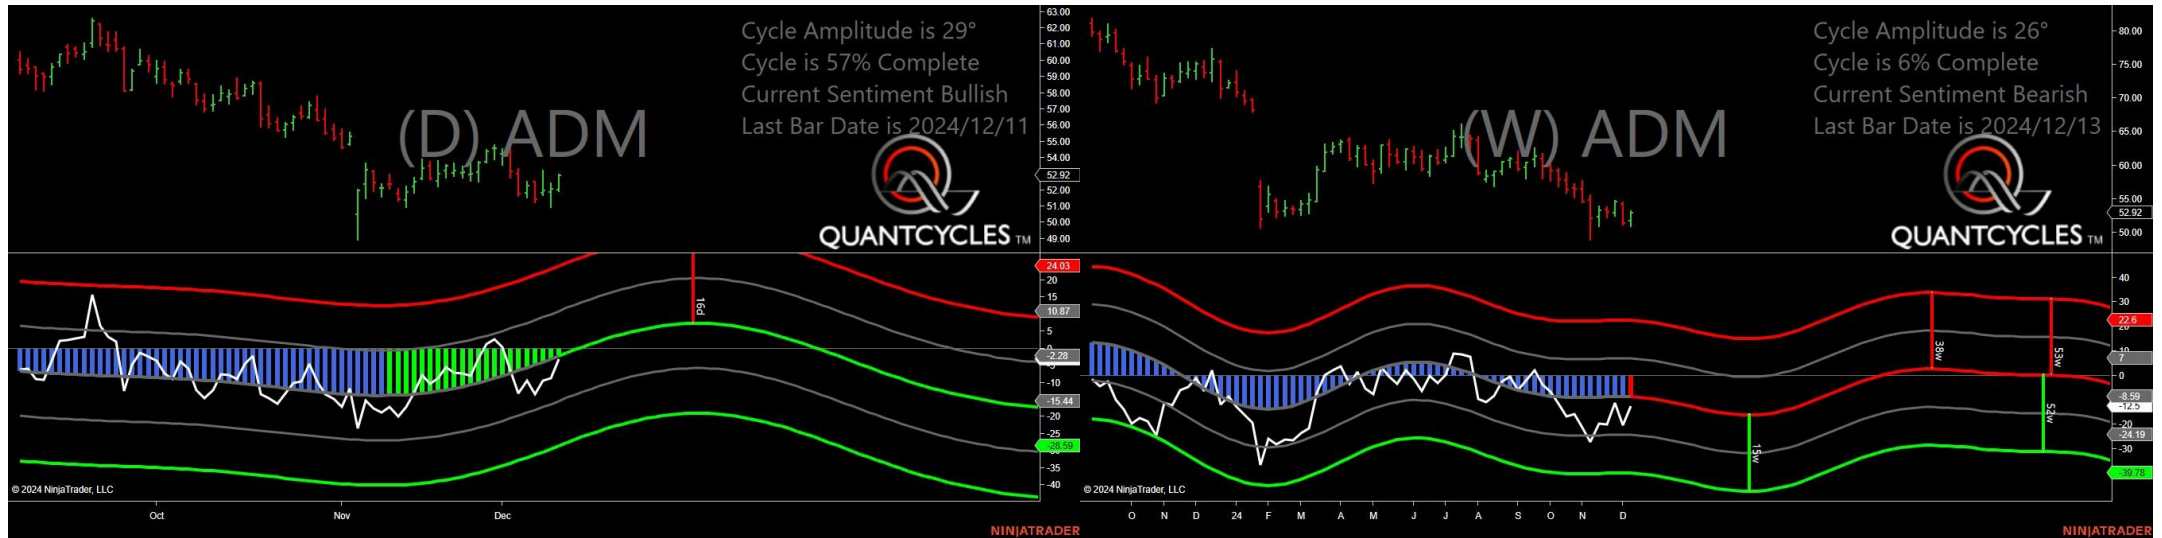 Cycle Amplitude is 29°
Cycle is 57% Complete
Current Sentiment Bullish
Last Bar Date is 2024/12/11
(D) ADM
QUANTCYCLES TM
63.00
62.00
61.00
60.00
59.00
58.00
57.00
56.00
55.00
54.00
52.92
52.00
51.00
50.00
49.00
16d
24.03
20
15
10.87
5
0
-2.28
-10
-15.44
-20
-25
-28.59
-35
-40
© 2024 NinjaTrader, LLC
Oct Nov Dec
NINJATRADER
Cycle Amplitude is 26°
Cycle is 6% Complete
Current Sentiment Bearish
Last Bar Date is 2024/12/13
(W) ADM
QUANTCYCLES TM
80.00
75.00
70.00
65.00
60.00
55.00
52.92
50.00
15w
38w
53w
52w
40
30
22.6
20
10
7
0
-8.59
-12.5
-20
-24.19
-30
-39.78
© 2024 NinjaTrader, LLC
O N D 24 F M A M J J A S O N D
NINJATRADER